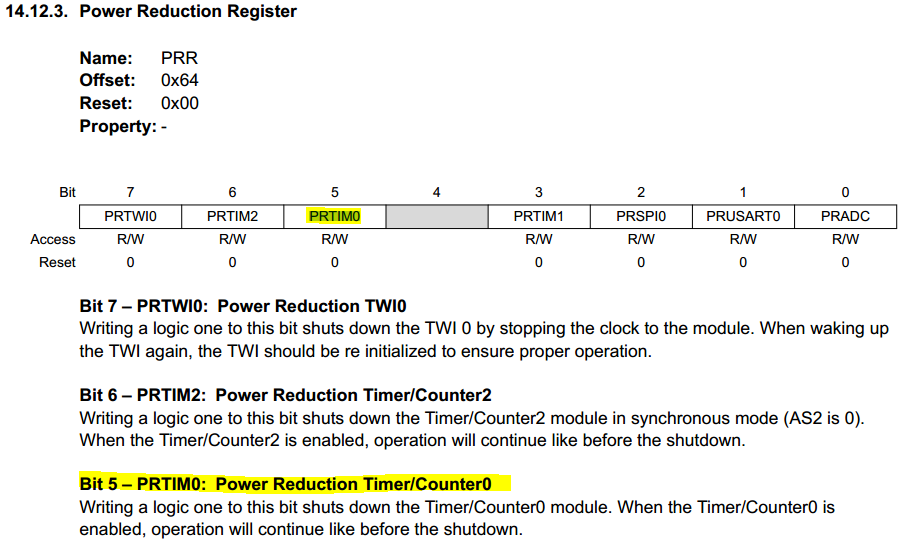 14.12.3. Power Reduction Register
Name: PRR
Offset: 0x64
Reset: 0x00
Property: -
Bit 7 6 5 4 3 2 1 0
PRTWI0 PRTIM2 PRTIM0 PRTIM1 PRSPI0 PRUSART0 PRADC
Access R/W R/W R/W R/W R/W R/W R/W
Reset 0 0 0 0 0 0 0
Bit 7 – PRTWI0: Power Reduction TWI0
Writing a logic one to this bit shuts down the TWI 0 by stopping the clock to the module. When waking up
the TWI again, the TWI should be re initialized to ensure proper operation.
Bit 6 – PRTIM2: Power Reduction Timer/Counter2
Writing a logic one to this bit shuts down the Timer/Counter2 module in synchronous mode (AS2 is 0).
When the Timer/Counter2 is enabled, operation will continue like before the shutdown.
Bit 5 – PRTIM0: Power Reduction Timer/Counter0
Writing a logic one to this bit shuts down the Timer/Counter0 module. When the Timer/Counter0 is
enabled, operation will continue like before the shutdown.